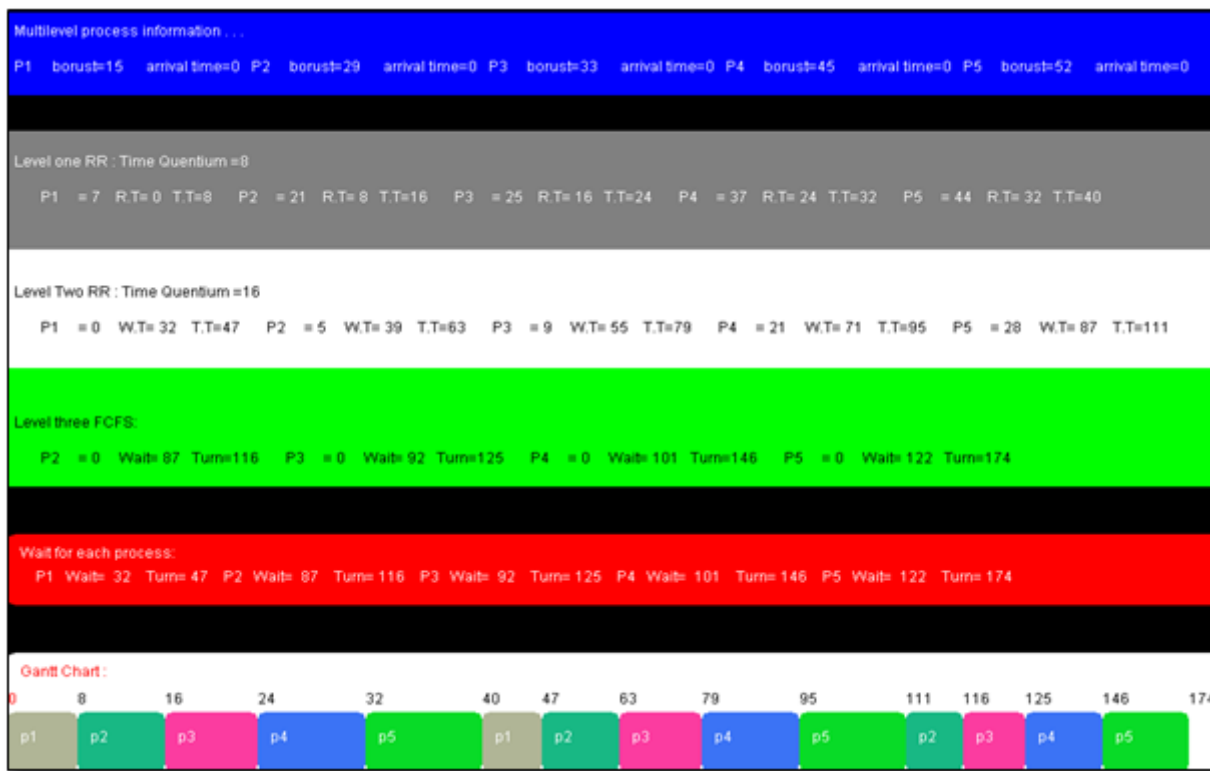 Multilevel process information . . .
P1 borust=15 arrival time=0 P2 borust=29 arrival time=0 P3 borust=33 arrival time=0 P4 borust=45 arrival time=0 P5 borust=52 arrival time=0
Level one RR : Time Quentium =8
P1 = 7 R.T= 0 T.T=8 P2 = 21 R.T= 8 T.T=16 P3 = 25 R.T= 16 T.T=24 P4 = 37 R.T= 24 T.T=32 P5 = 44 R.T= 32 T.T=40
Level Two RR : Time Quentium =16
P1 = 0 W.T= 32 T.T=47 P2 = 5 W.T= 39 T.T=63 P3 = 9 W.T= 55 T.T=79 P4 = 21 W.T= 71 T.T=95 P5 = 28 W.T= 87 T.T=111
Level three FCFS:
P2 = 0 Wait= 87 Turn=116 P3 = 0 Wait= 92 Turn=125 P4 = 0 Wait= 101 Turn=146 P5 = 0 Wait= 122 Turn=174
Wait for each process:
P1 Wait= 32 Turn= 47 P2 Wait= 87 Turn= 116 P3 Wait= 92 Turn= 125 P4 Wait= 101 Turn= 146 P5 Wait= 122 Turn= 174
Gantt Chart :
0 8 16 24 32 40 47 63 79 95 111 116 125 146 174
p1 p2 p3 p4 p5 p1 p2 p3 p4 p5 p2 p3 p4 p5